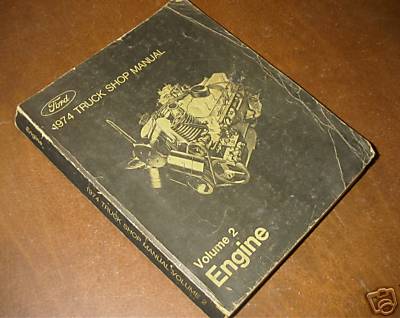 Ford
1974 TRUCK SHOP MANUAL
Volume 2
Engine
Engine
1974 TRUCK SHOP MANUAL VOLUME 2